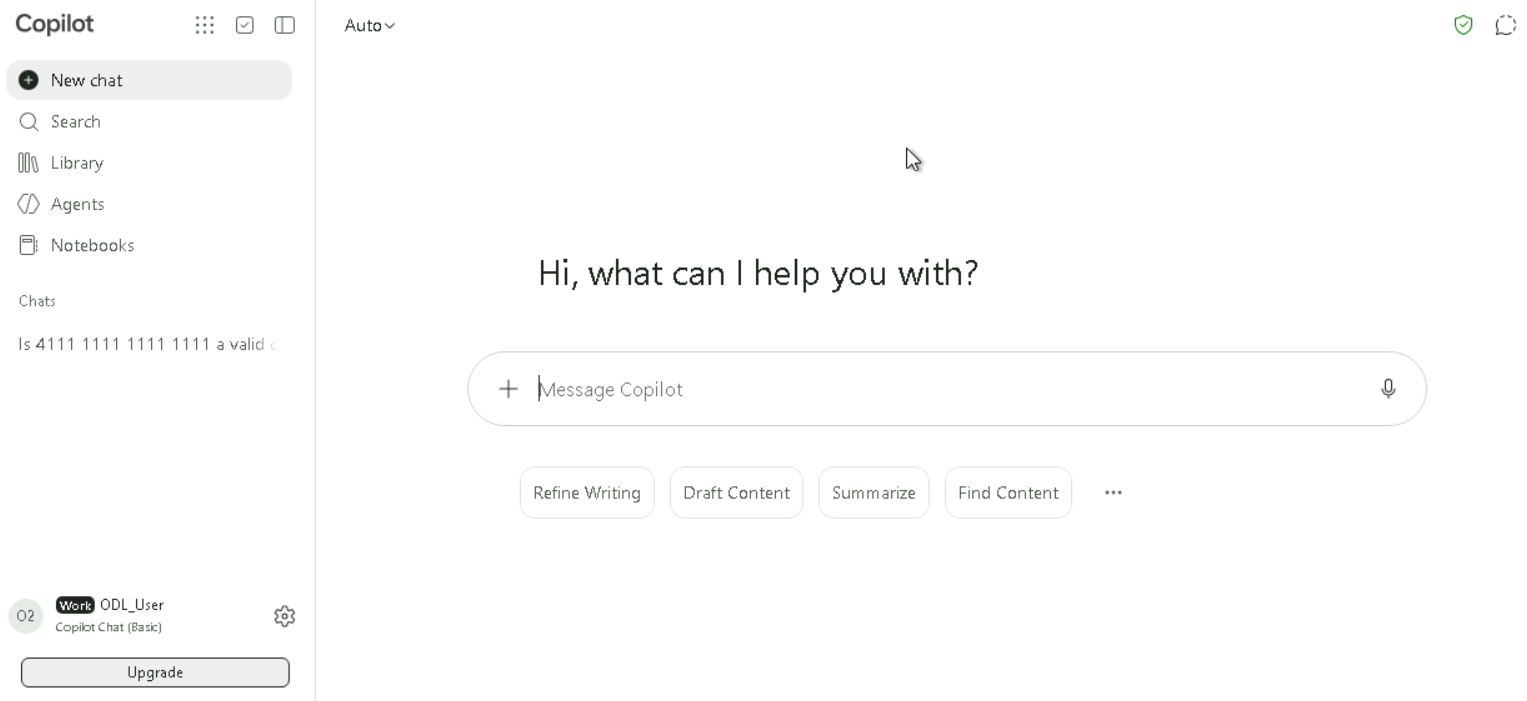 Copilot
New chat
Search
Library
Agents
Notebooks
Chats
Is 4111 1111 1111 1111 a valid
O2
Work ODL_User
Copilot Chat (Basic)
Upgrade
Auto
Hi, what can I help you with?
Message Copilot
Refine Writing
Draft Content
Summarize
Find Content